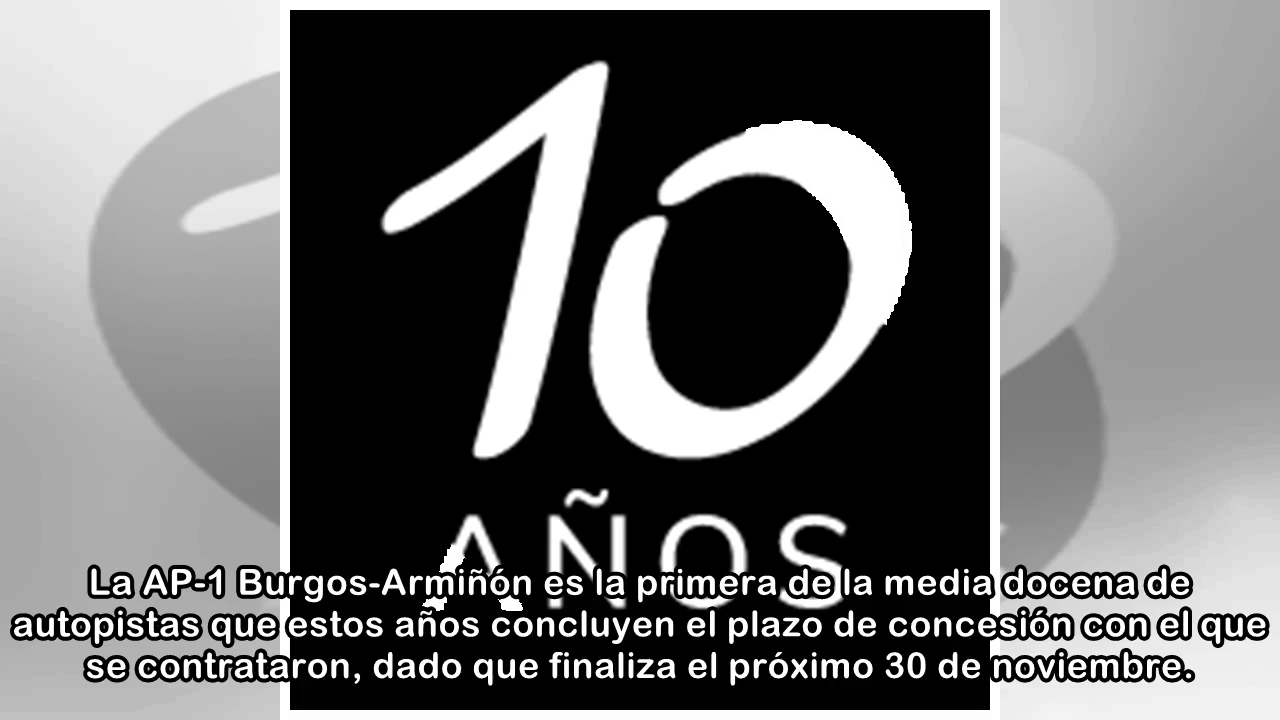 10
AÑOS
La AP-1 Burgos-Armiñón es la primera de la media docena de
autopistas que estos años concluyen el plazo de concesión con el que
se contrataron, dado que finaliza el próximo 30 de noviembre.